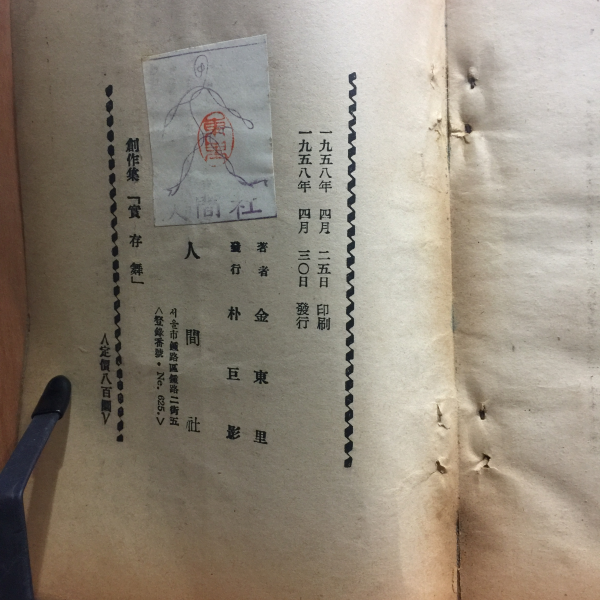 一九五八年 四月 二五日 印刷
一九五八年 四月 三〇日 發行
著者 金東里
發行 朴巨影
人間社
서울市鍾路區鍾路二街五
<登錄番號·No. 625.>
人間社
創作集「實存舞」
<定價八百圜>